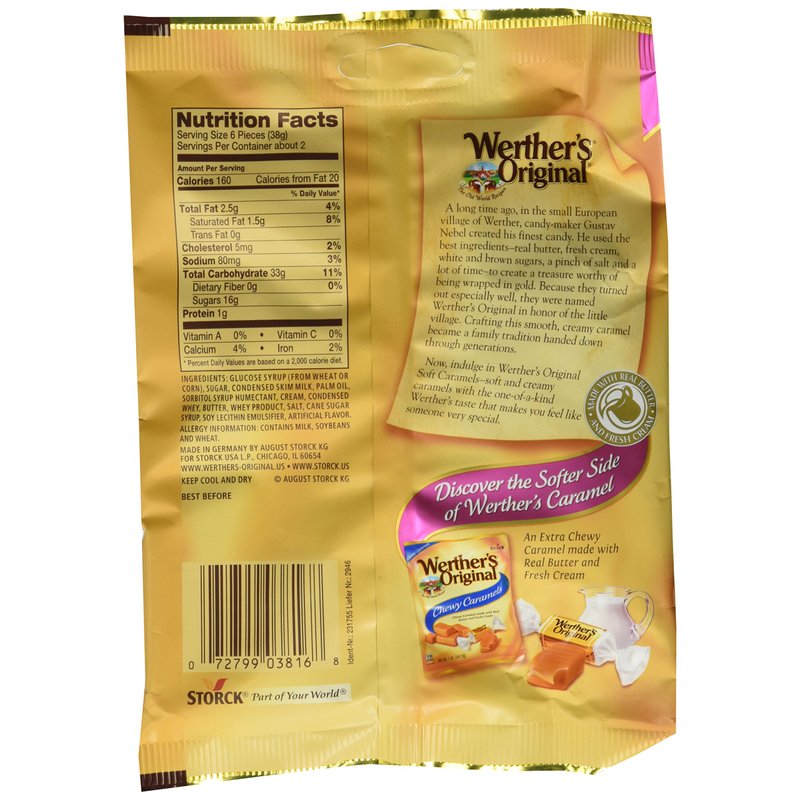 Nutrition Facts
Serving Size 6 Pieces (38g)
Servings Per Container about 2
Amount Per Serving
Calories 160 Calories from Fat 20
% Daily Value*
Total Fat 2.5g 4%
Saturated Fat 1.5g 8%
Trans Fat 0g
Cholesterol 5mg 2%
Sodium 80mg 3%
Total Carbohydrate 33g 11%
Dietary Fiber 0g 0%
Sugars 16g
Protein 1g
Vitamin A 0% • Vitamin C 0%
Calcium 4% • Iron 2%
* Percent Daily Values are based on a 2,000 calorie diet.
INGREDIENTS: GLUCOSE SYRUP (FROM WHEAT OR
CORN), SUGAR, CONDENSED SKIM MILK, PALM OIL,
SORBITOL SYRUP HUMECTANT, CREAM, CONDENSED
WHEY, BUTTER, WHEY PRODUCT, SALT, CANE SUGAR
SYRUP, SOY LECITHIN EMULSIFIER, ARTIFICIAL FLAVOR.
ALLERGY INFORMATION: CONTAINS MILK, SOYBEANS
AND WHEAT.
MADE IN GERMANY BY AUGUST STORCK KG
FOR STORCK USA L.P., CHICAGO, IL 60654
WWW.WERTHERS-ORIGINAL.US • WWW.STORCK.US
KEEP COOL AND DRY © AUGUST STORCK KG
BEST BEFORE
Ident-Nr.: 231755 Liefer Nr.: 2946
0 72799 03816 8
STORCK® Part of Your World®
Werther's
Original®
The Old World Recipe
A long time ago, in the small European
village of Werther, candy-maker Gustav
Nebel created his finest candy. He used the
best ingredients–real butter, fresh cream,
white and brown sugars, a pinch of salt and a
lot of time–to create a treasure worthy of
being wrapped in gold. Because they turned
out especially well, they were named
Werther's Original in honor of the little
village. Crafting this smooth, creamy caramel
became a family tradition handed down
through generations.
Now, indulge in Werther's Original
Soft Caramels–soft and creamy
caramels with the one-of-a-kind
Werther's taste that makes you feel like
someone very special.
MADE WITH REAL BUTTER
AND FRESH CREAM
Discover the Softer Side
of Werther's Caramel
An Extra Chewy
Caramel made with
Real Butter and
Fresh Cream
STORCK
Werther's
Original
Chewy Caramels
Werther's
Original